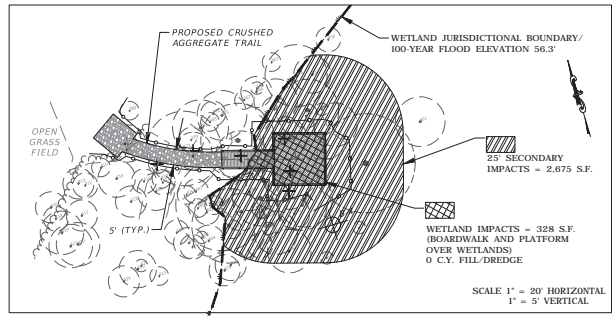 PROPOSED CRUSHED
AGGREGATE TRAIL
WETLAND JURISDICTIONAL BOUNDARY/
100-YEAR FLOOD ELEVATION 56.3'
OPEN
GRASS
FIELD
25' SECONDARY
IMPACTS = 2,675 S.F.
5' (TYP.)
WETLAND IMPACTS = 328 S.F.
(BOARDWALK AND PLATFORM
OVER WETLANDS)
0 C.Y. FILL/DREDGE
SCALE 1" = 20' HORIZONTAL
1" = 5' VERTICAL